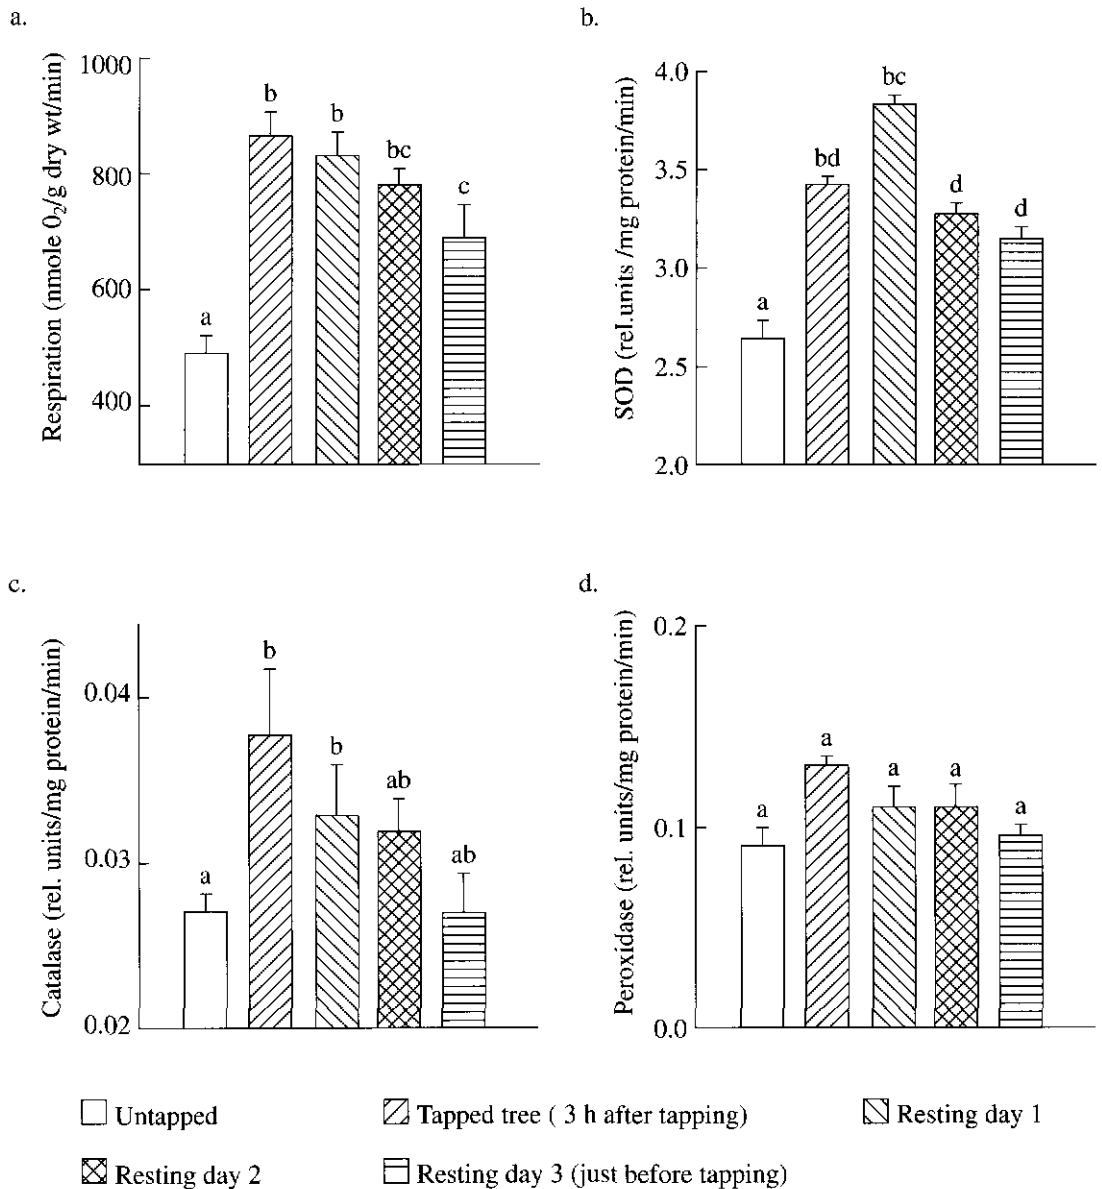 a.
Respiration (nmole 0₂/g dry wt/min)
1000
800
600
400
a
b
b
bc
c
b.
SOD (rel.units /mg protein/min)
4.0
3.5
3.0
2.5
2.0
a
bd
bc
d
d
c.
Catalase (rel. units/mg protein/min)
0.04
0.03
0.02
a
b
b
ab
ab
d.
Peroxidase (rel. units/mg protein/min)
0.2
0.1
0.0
a
a
a
a
a
Untapped
Tapped tree ( 3 h after tapping)
Resting day 1
Resting day 2
Resting day 3 (just before tapping)